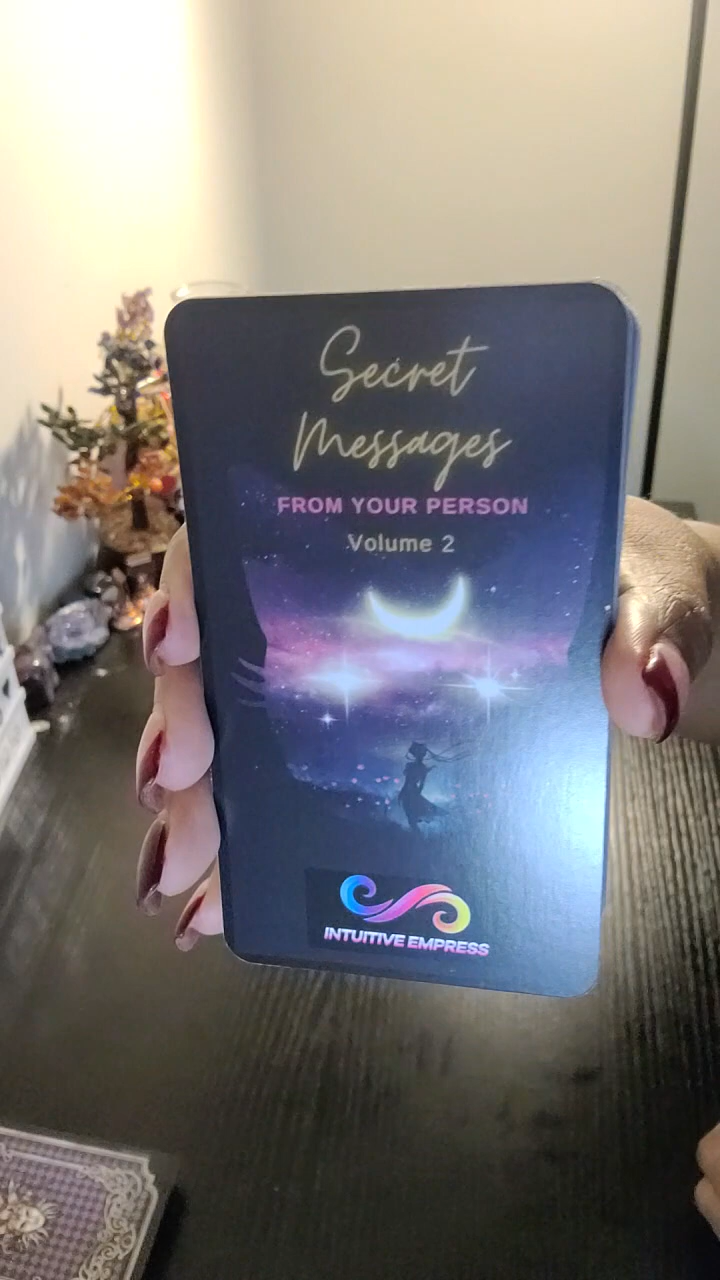 Secret
Messages
FROM YOUR PERSON
Volume 2
INTUITIVE EMPRESS